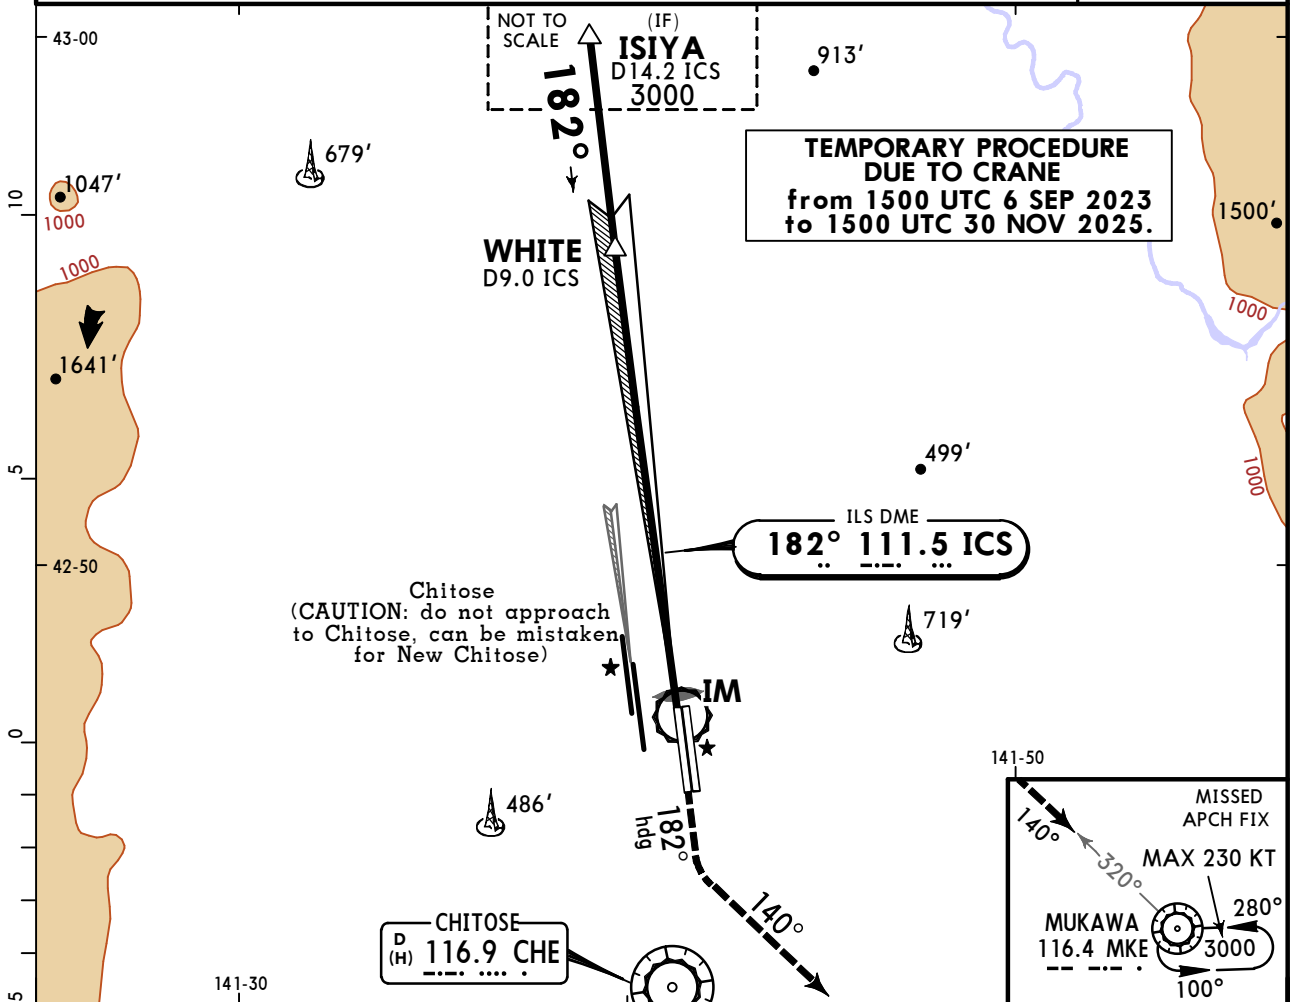 43-00
NOT TO
SCALE
(IF)
ISIYA
D14.2 ICS
3000
182°
913'
679'
1047'
1000
10
TEMPORARY PROCEDURE
DUE TO CRANE
from 1500 UTC 6 SEP 2023
to 1500 UTC 30 NOV 2025.
1500'
1000
WHITE
D9.0 ICS
1000
1641'
5
499'
1000
ILS DME
182° 111.5 ICS
42-50
Chitose
(CAUTION: do not approach
to Chitose, can be mistaken
for New Chitose)
719'
IM
0
141-50
486'
182°
hdg
140°
MISSED
APCH FIX
140°
320°
MAX 230 KT
MUKAWA
116.4 MKE
280°
3000
100°
CHITOSE
D
(H)
116.9 CHE
141-30
5